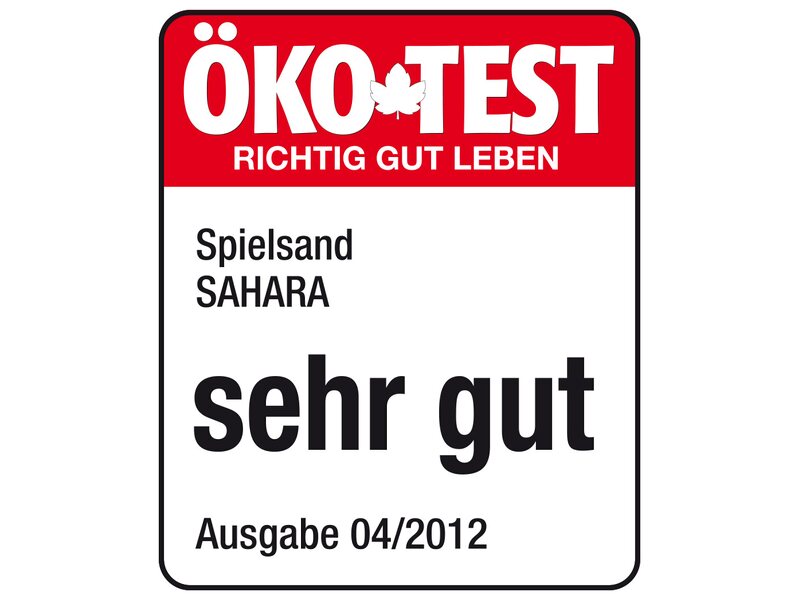 ÖKO TEST
RICHTIG GUT LEBEN
Spielsand
SAHARA
sehr gut
Ausgabe 04/2012